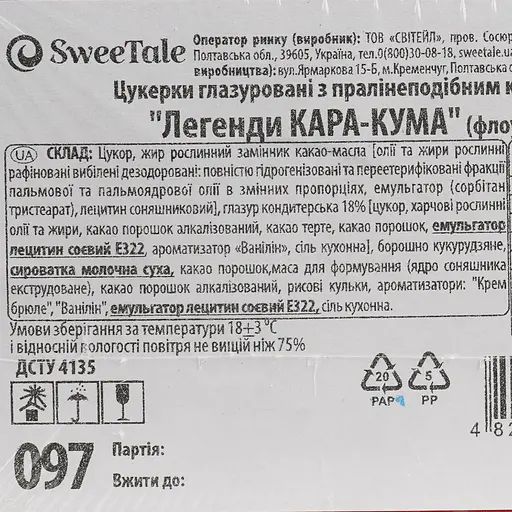 SweeTale
Оператор ринку (виробник): ТОВ «СВІТЕЙЛ», пров. Сосюр
Полтавська обл., 39605, Україна, тел.0(800)30-08-18, sweetale.ua
виробництва): вул.Ярмаркова 15-Б, м.Кременчуг, Полтавська о
Цукерки глазуровані з пралінеподібним к
"Легенди КАРА-КУМА" (флоу
UA СКЛАД: Цукор, жир рослинний замінник какао-масла [олії та жири рослинні
рафіновані вибілені дезодоровані: повністю гідрогенізовані та переетерифіковані фракції
пальмової та пальмоядрової олії в змінних пропорціях, емульгатор (сорбітан
тристеарат), лецитин соняшниковий], глазур кондитерська 18% [цукор, харчові рослинні
олії та жири, какао порошок алкалізований, какао терте, какао порошок, емульгатор
лецитин соєвий Е322, ароматизатор «Ванілін», сіль кухонна], борошно кукурудзяне,
сироватка молочна суха, какао порошок,маса для формування (ядро соняшника
екструдоване), какао порошок алкалізований, рисові кульки, ароматизатори: "Крем
брюле","Ванілін",емульгатор лецитин соєвий Е322,сіль кухонна.
Умови зберігання за температури 18+3 °С
і відносній вологості повітря не вищій ніж 75%
ДСТУ 4135
20 5
PAP PP
4 82
097 Партія:
Вжити до: